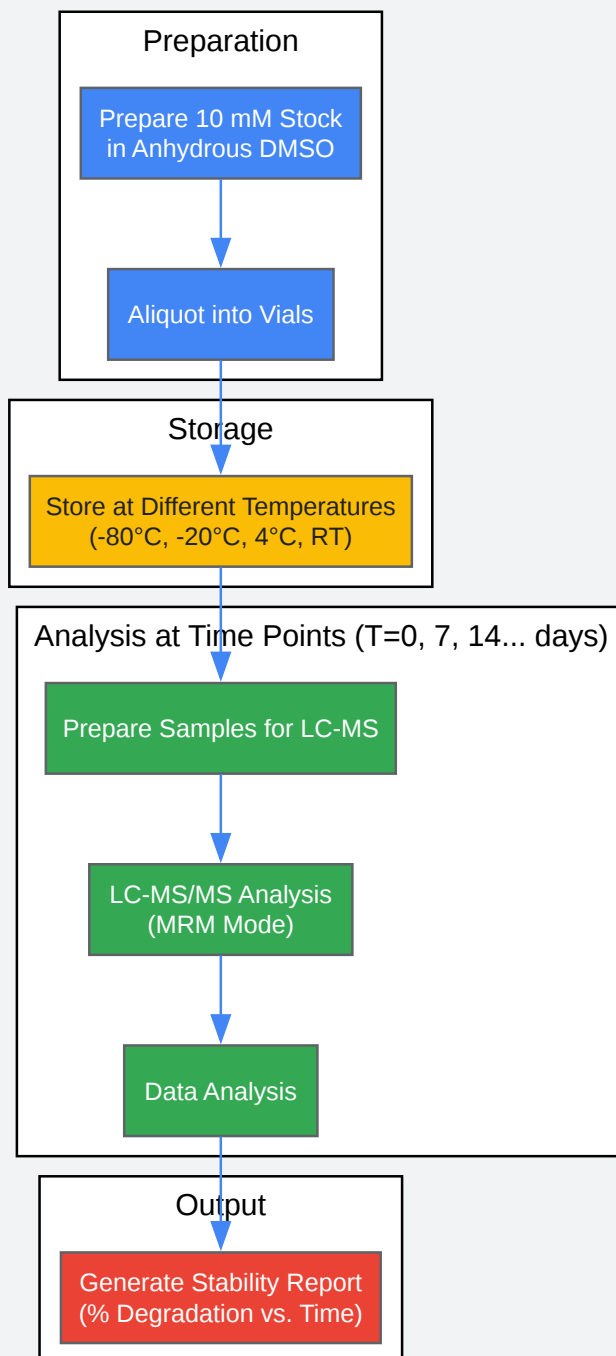 Preparation
Prepare 10 mM Stock
in Anhydrous DMSO
Aliquot into Vials
Storage
Store at Different Temperatures
(-80°C, -20°C, 4°C, RT)
Analysis at Time Points (T=0, 7, 14... days)
Prepare Samples for LC-MS
LC-MS/MS Analysis
(MRM Mode)
Data Analysis
Output
Generate Stability Report
(% Degradation vs. Time)